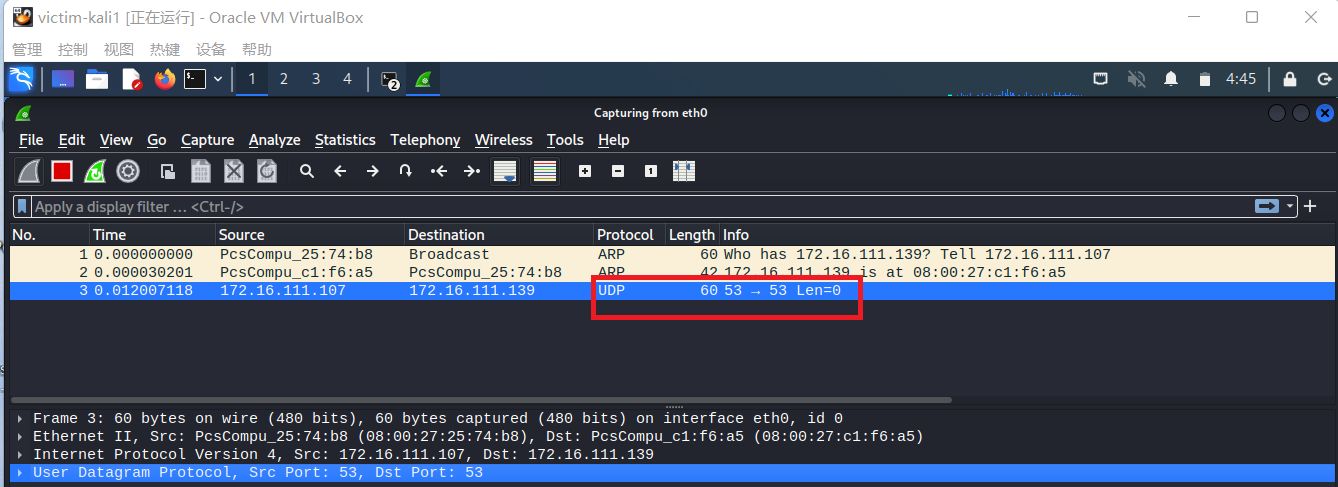 victim-kali1 [正在运行] - Oracle VM VirtualBox
管理 控制 视图 热键 设备 帮助
1 2 3 4 2 4:45
Capturing from eth0
File Edit View Go Capture Analyze Statistics Telephony Wireless Tools Help
Apply a display filter ... <Ctrl-/>
No. Time Source Destination Protocol Length Info
1 0.000000000 PcsCompu_25:74:b8 Broadcast ARP 60 Who has 172.16.111.139? Tell 172.16.111.107
2 0.000030201 PcsCompu_c1:f6:a5 PcsCompu_25:74:b8 ARP 42 172.16.111.139 is at 08:00:27:c1:f6:a5
3 0.012007118 172.16.111.107 172.16.111.139 UDP 60 53 → 53 Len=0
Frame 3: 60 bytes on wire (480 bits), 60 bytes captured (480 bits) on interface eth0, id 0
Ethernet II, Src: PcsCompu_25:74:b8 (08:00:27:25:74:b8), Dst: PcsCompu_c1:f6:a5 (08:00:27:c1:f6:a5)
Internet Protocol Version 4, Src: 172.16.111.107, Dst: 172.16.111.139
User Datagram Protocol, Src Port: 53, Dst Port: 53